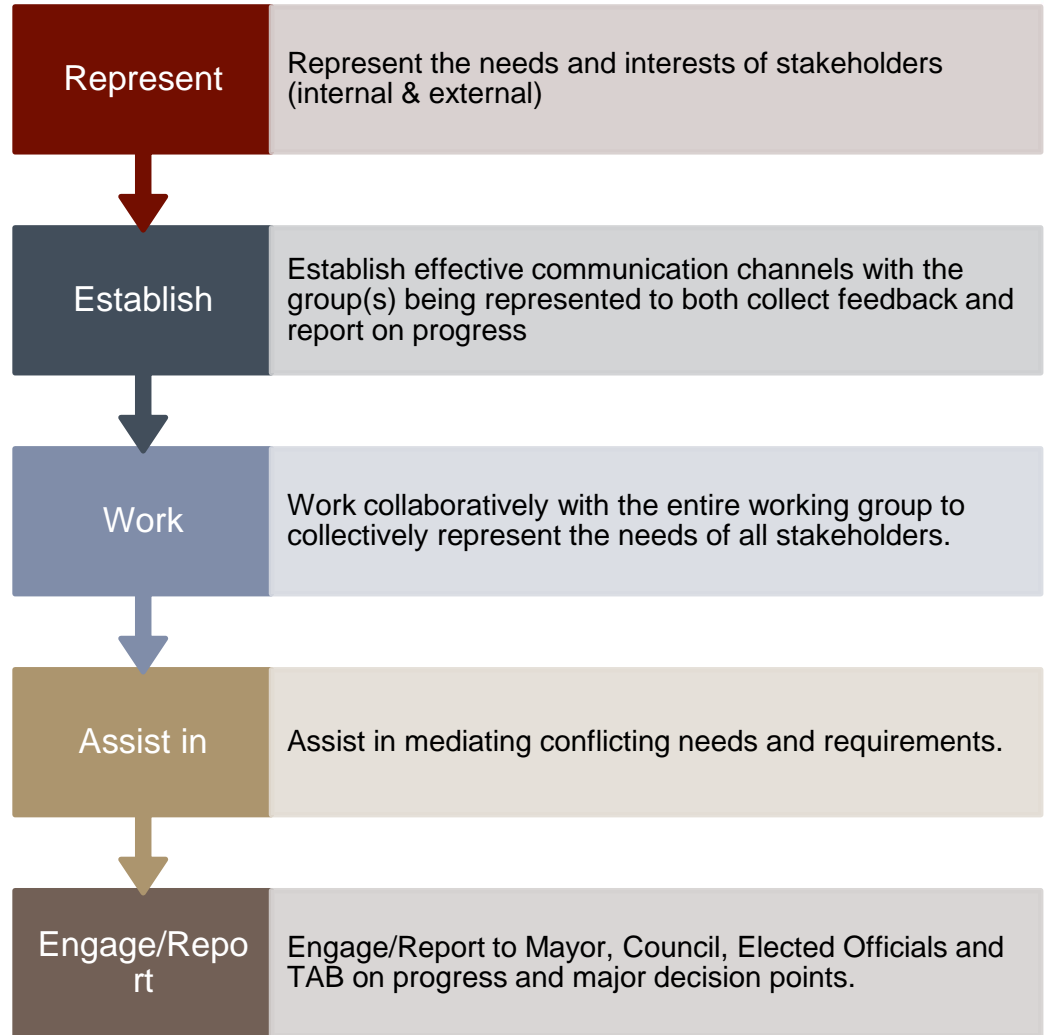 Represent
Represent the needs and interests of stakeholders
(internal & external)
Establish
Establish effective communication channels with the
group(s) being represented to both collect feedback and
report on progress
Work
Work collaboratively with the entire working group to
collectively represent the needs of all stakeholders.
Assist in
Assist in mediating conflicting needs and requirements.
Engage/Repo
rt
Engage/Report to Mayor, Council, Elected Officials and
TAB on progress and major decision points.